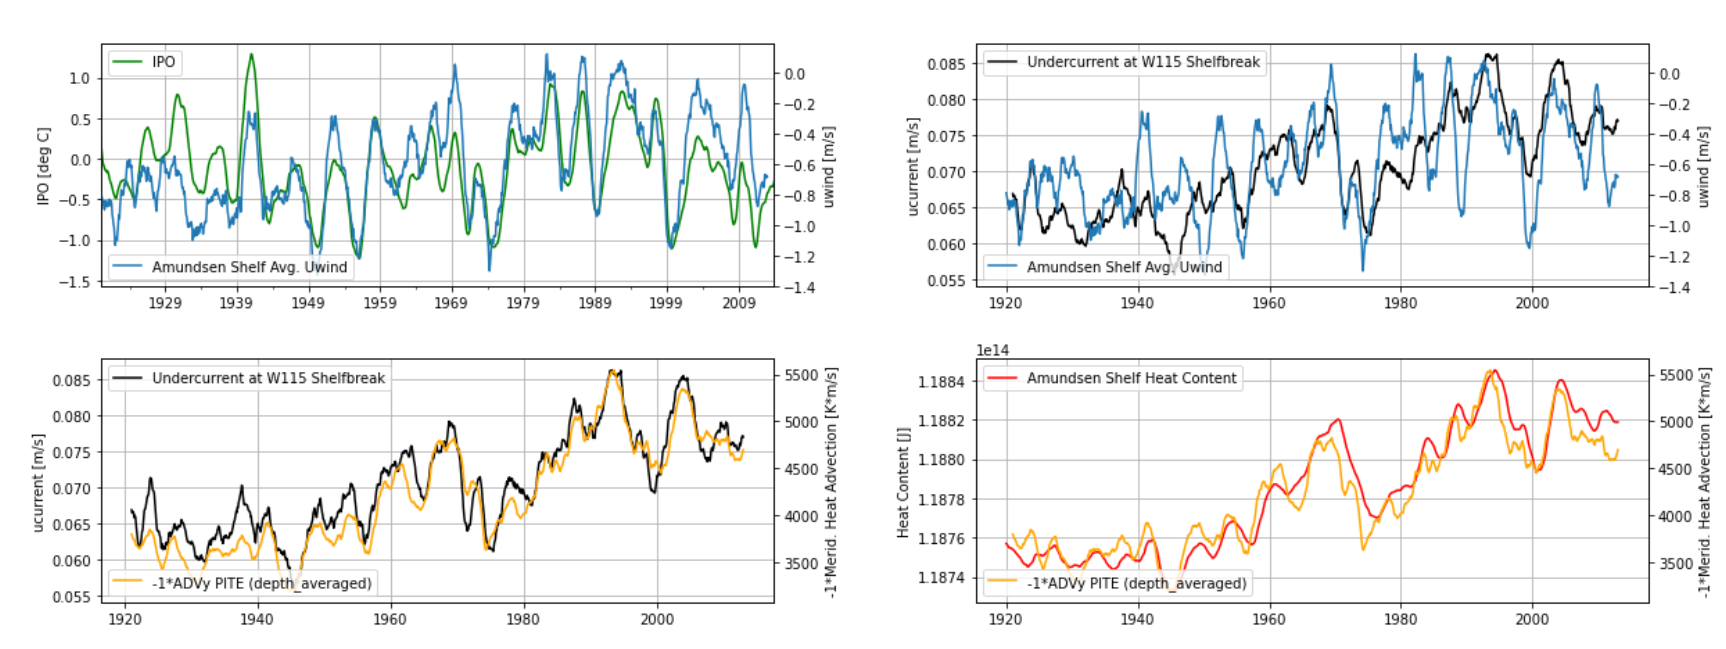 IPO
Amundsen Shelf Avg. Uwind
IPO [deg C]
1.0
0.5
0.0
−0.5
−1.0
−1.5
0.0
−0.2
−0.4
−0.6
−0.8
−1.0
−1.2
−1.4
uwind [m/s]
1929 1939 1949 1959 1969 1979 1989 1999 2009
Undercurrent at W115 Shelfbreak
Amundsen Shelf Avg. Uwind
ucurrent [m/s]
0.085
0.080
0.075
0.070
0.065
0.060
0.055
0.0
−0.2
−0.4
−0.6
−0.8
−1.0
−1.2
−1.4
uwind [m/s]
1920 1940 1960 1980 2000
Undercurrent at W115 Shelfbreak
-1*ADVy PITE (depth_averaged)
ucurrent [m/s]
0.085
0.080
0.075
0.070
0.065
0.060
0.055
5500
5000
4500
4000
3500
-1*Merid. Heat Advection [K*m/s]
1920 1940 1960 1980 2000
1e14
Amundsen Shelf Heat Content
-1*ADVy PITE (depth_averaged)
Heat Content [J]
1.1884
1.1882
1.1880
1.1878
1.1876
1.1874
5500
5000
4500
4000
3500
-1*Merid. Heat Advection [K*m/s]
1920 1940 1960 1980 2000